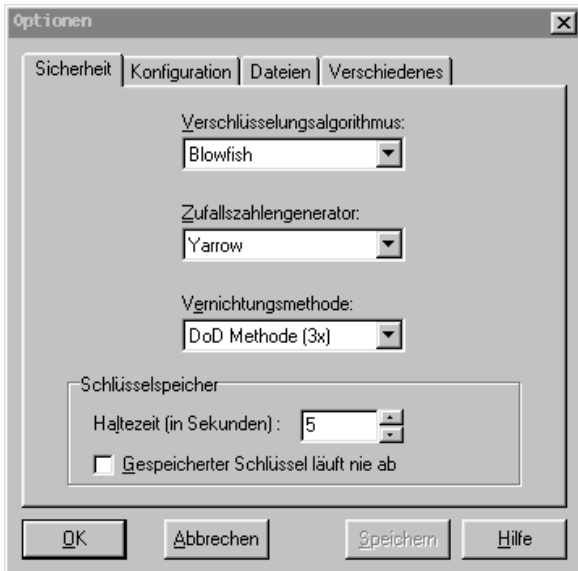 Optionen
Sicherheit Konfiguration Dateien Verschiedenes
Verschlüsselungsalgorithmus:
Blowfish
Zufallszahlengenerator:
Yarrow
Vernichtungsmethode:
DoD Methode (3x)
Schlüsselspeicher
Haltezeit (in Sekunden) : 5
Gespeicherter Schlüssel läuft nie ab
OK Abbrechen Speichern Hilfe